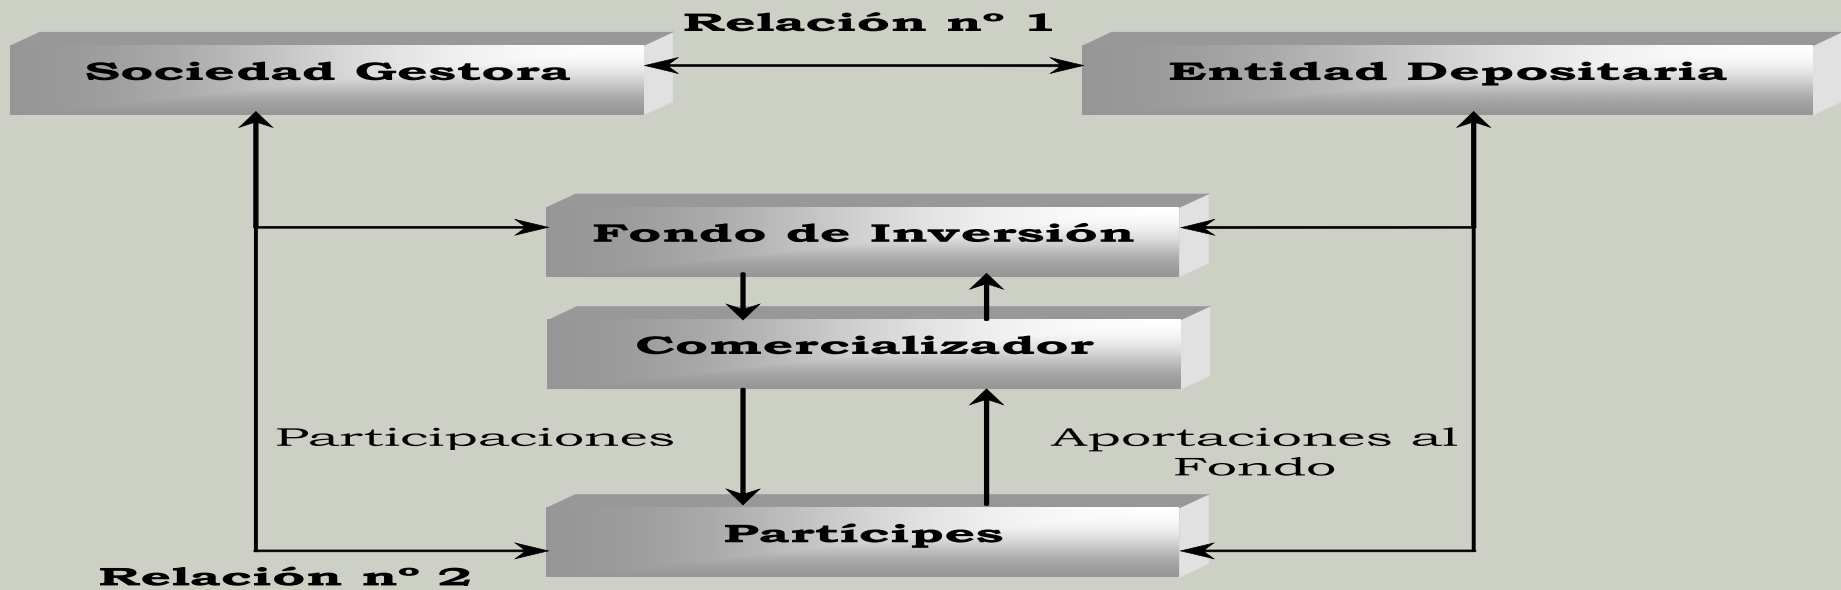 Relación nº 1
Sociedad Gestora
Entidad Depositaria
Fondo de Inversión
Comercializador
Participaciones
Aportaciones al
Fondo
Partícipes
Relación nº 2